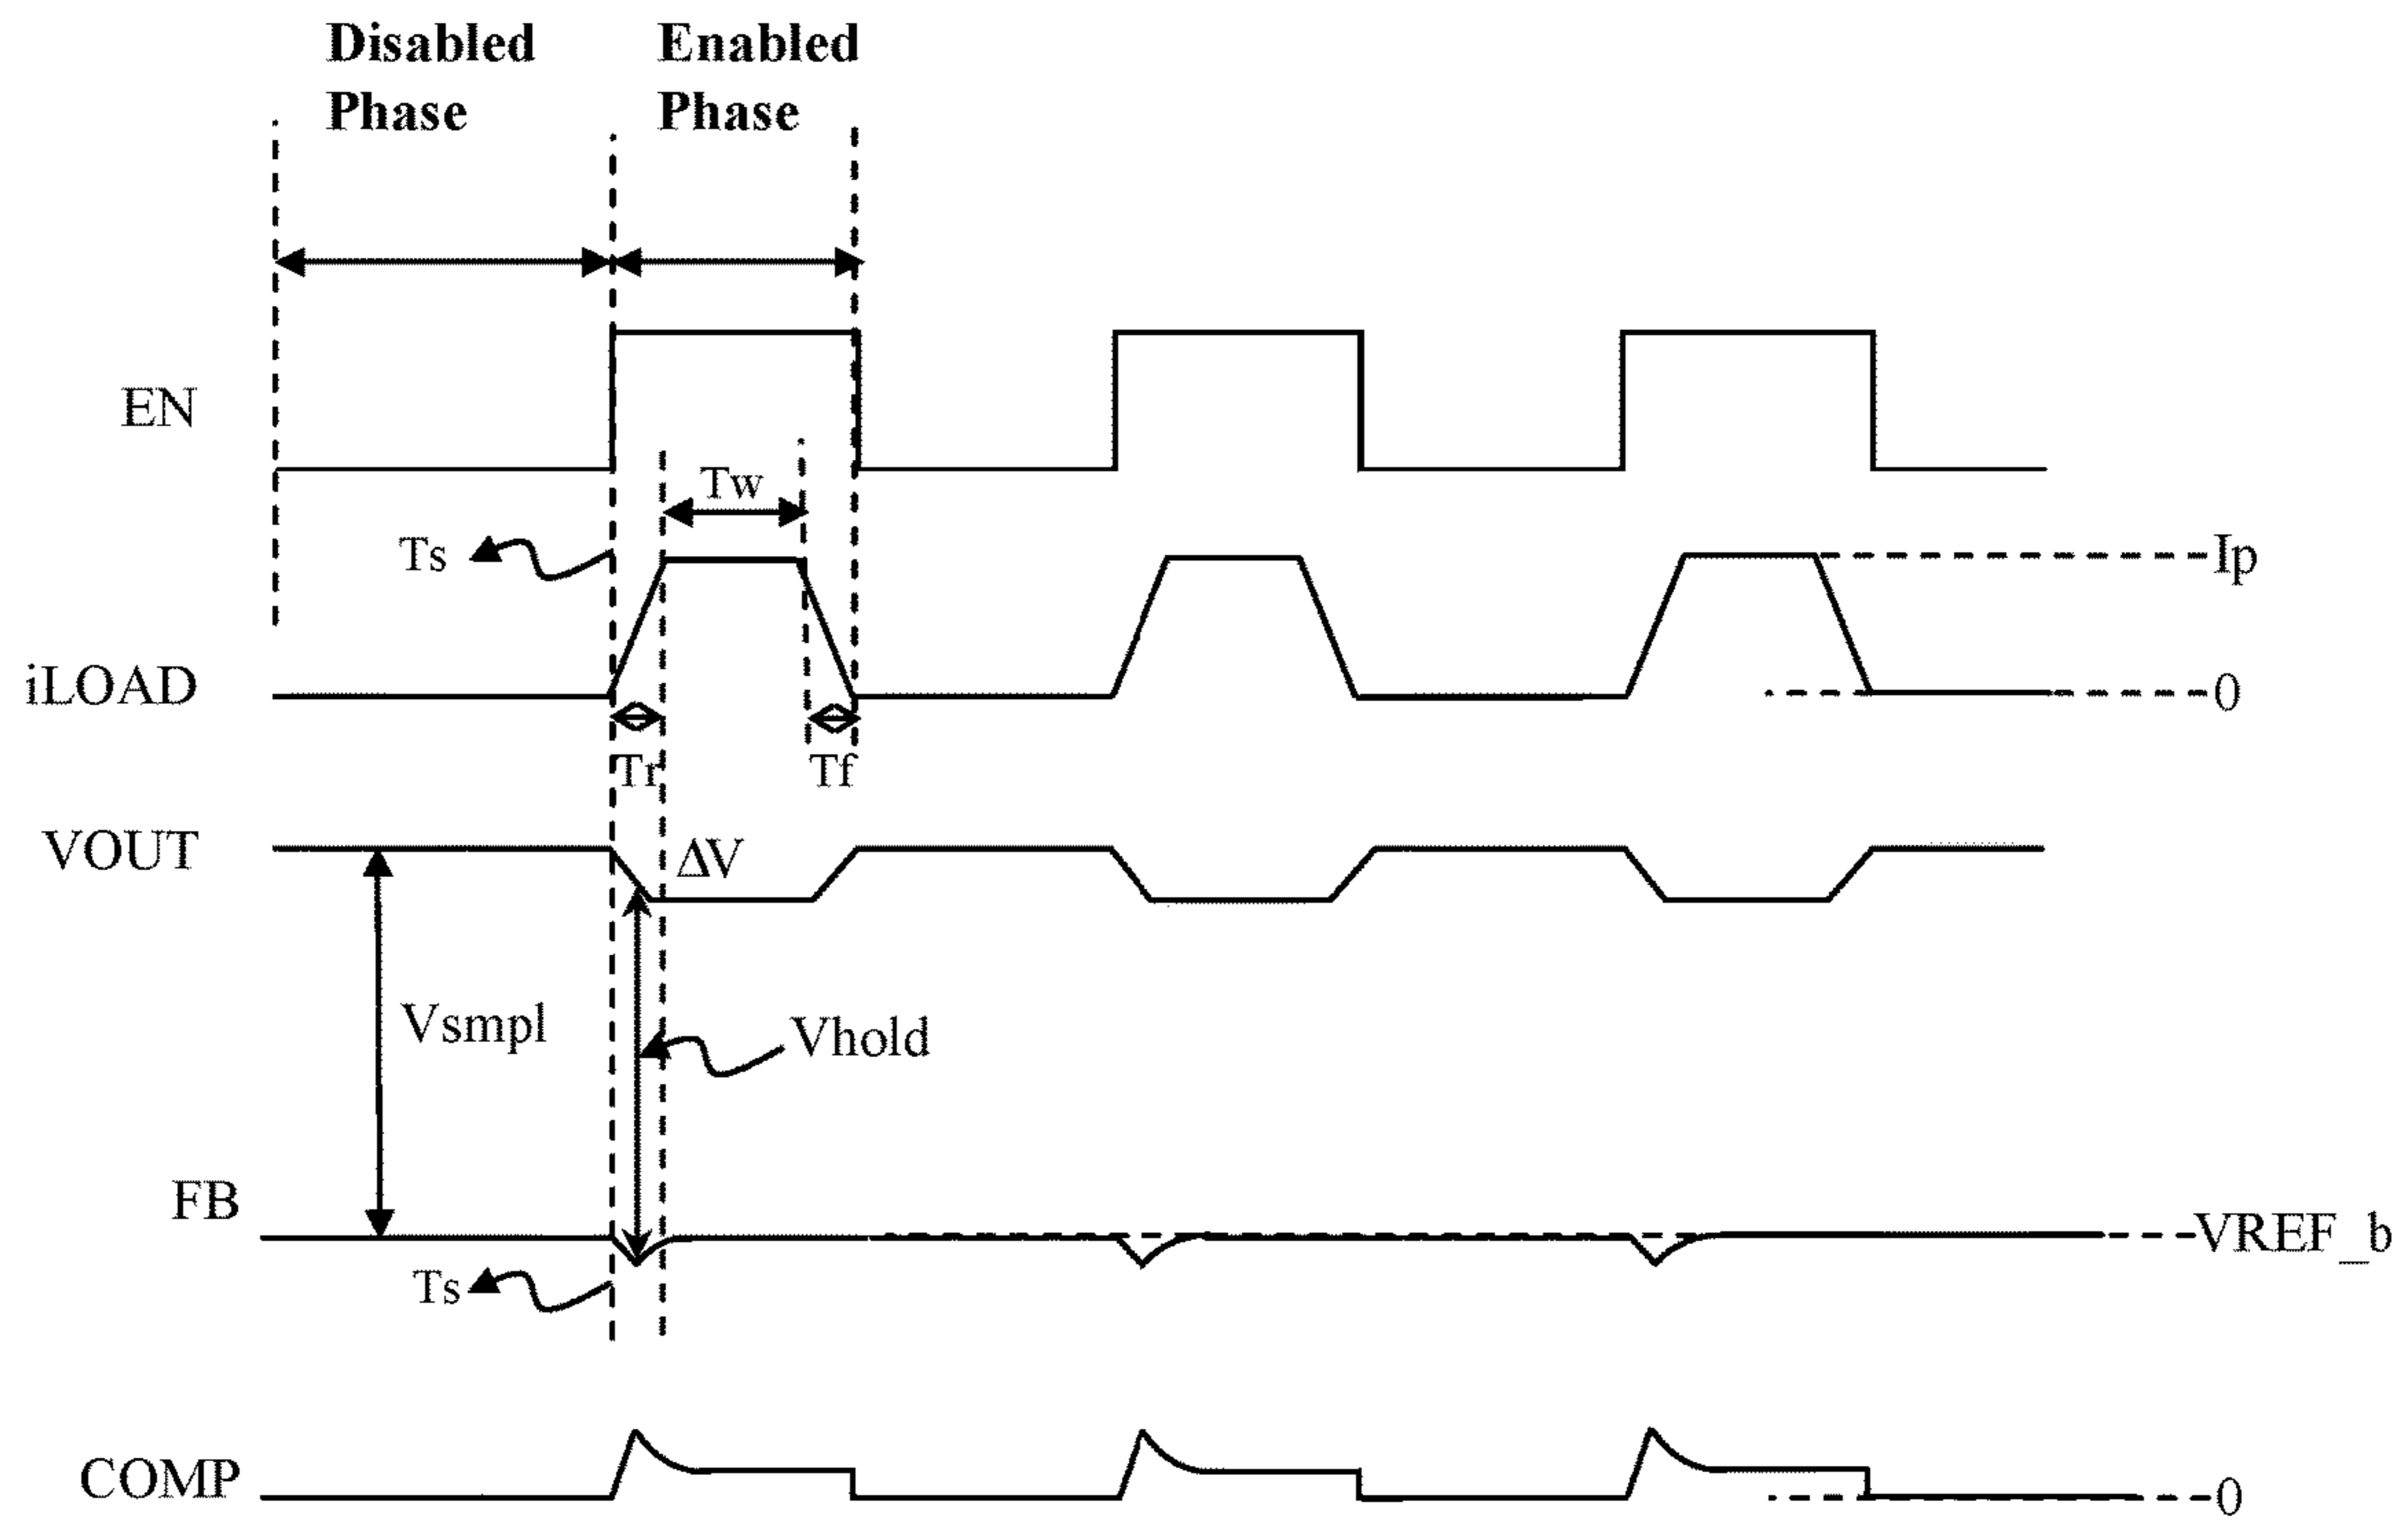 Disabled Phase
Enabled Phase
EN
Tw
Ts
Ip
iLOAD
0
Tr
Tf
VOUT
ΔV
Vsmpl
Vhold
FB
VREF_b
Ts
COMP
0